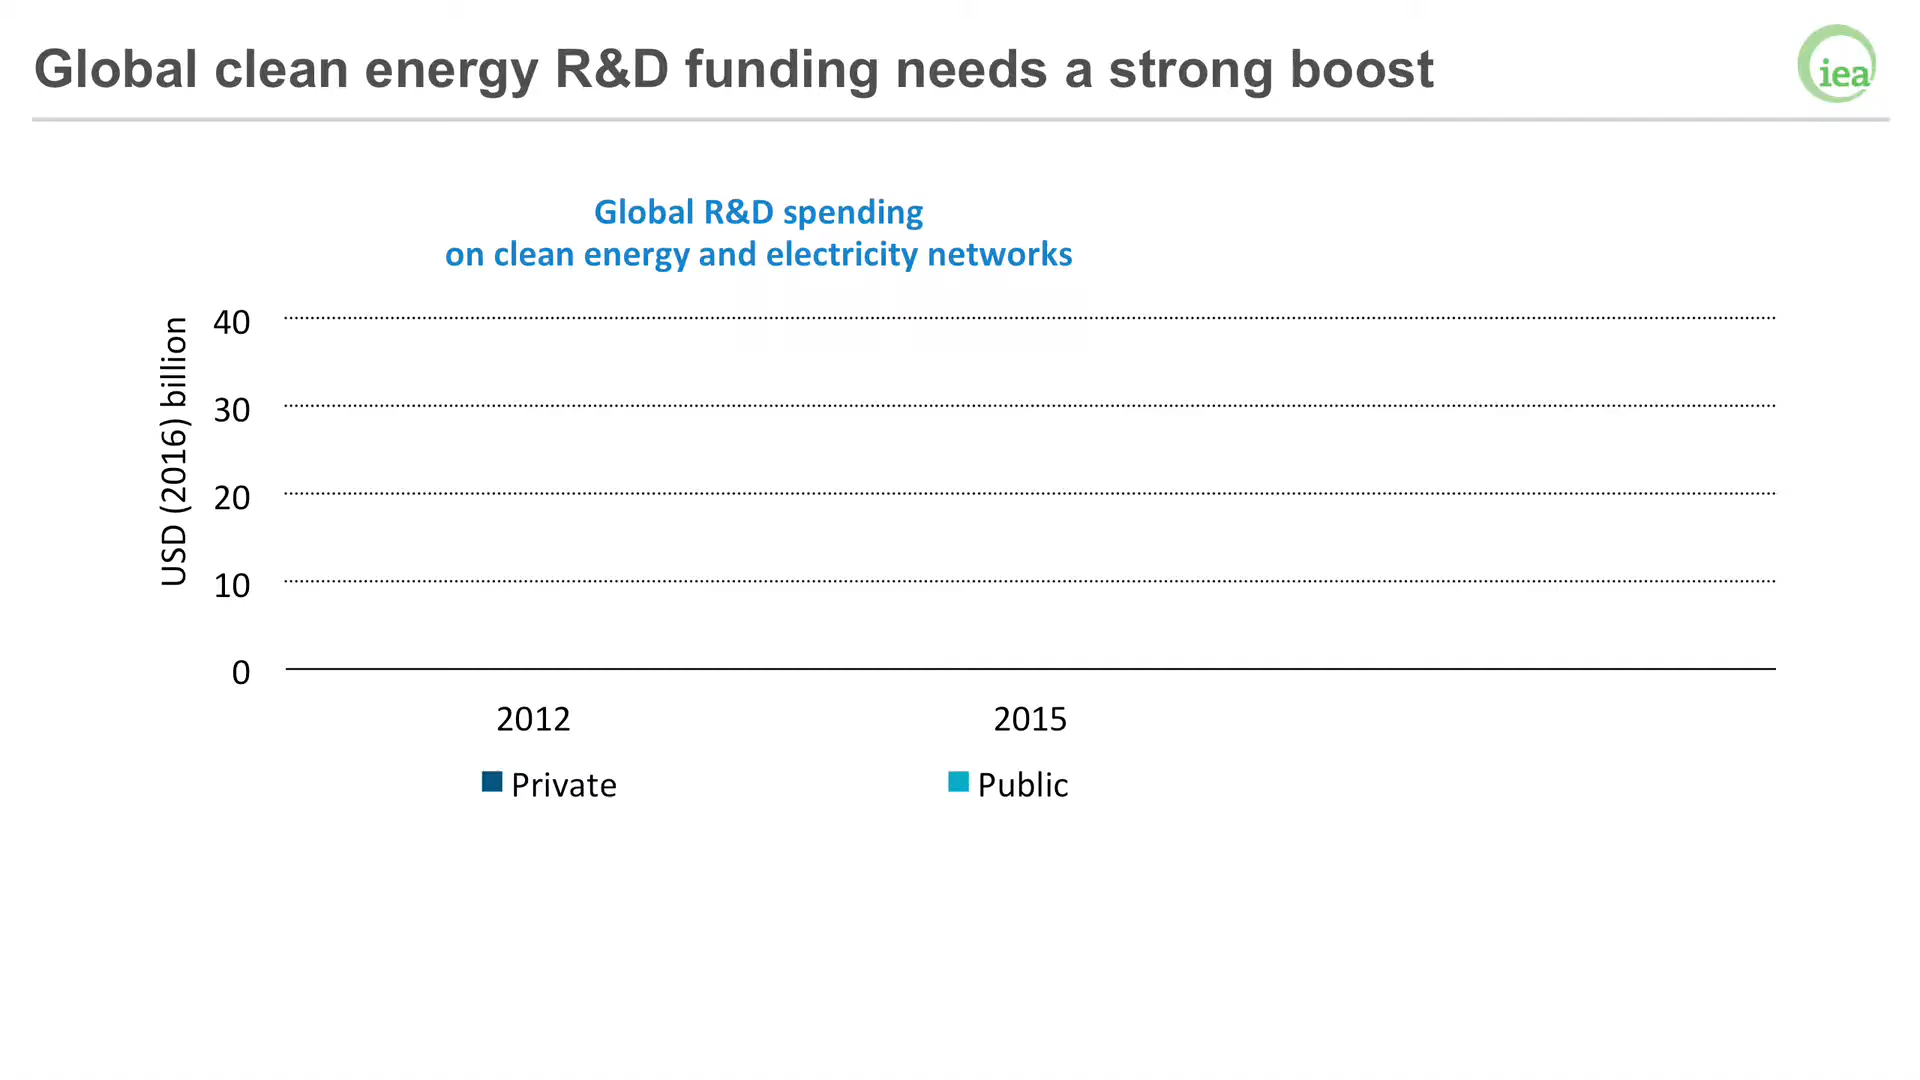 Global clean energy R&D funding needs a strong boost
iea
Global R&D spending
on clean energy and electricity networks
USD (2016) billion
40
30
20
10
0
2012 2015
Private Public